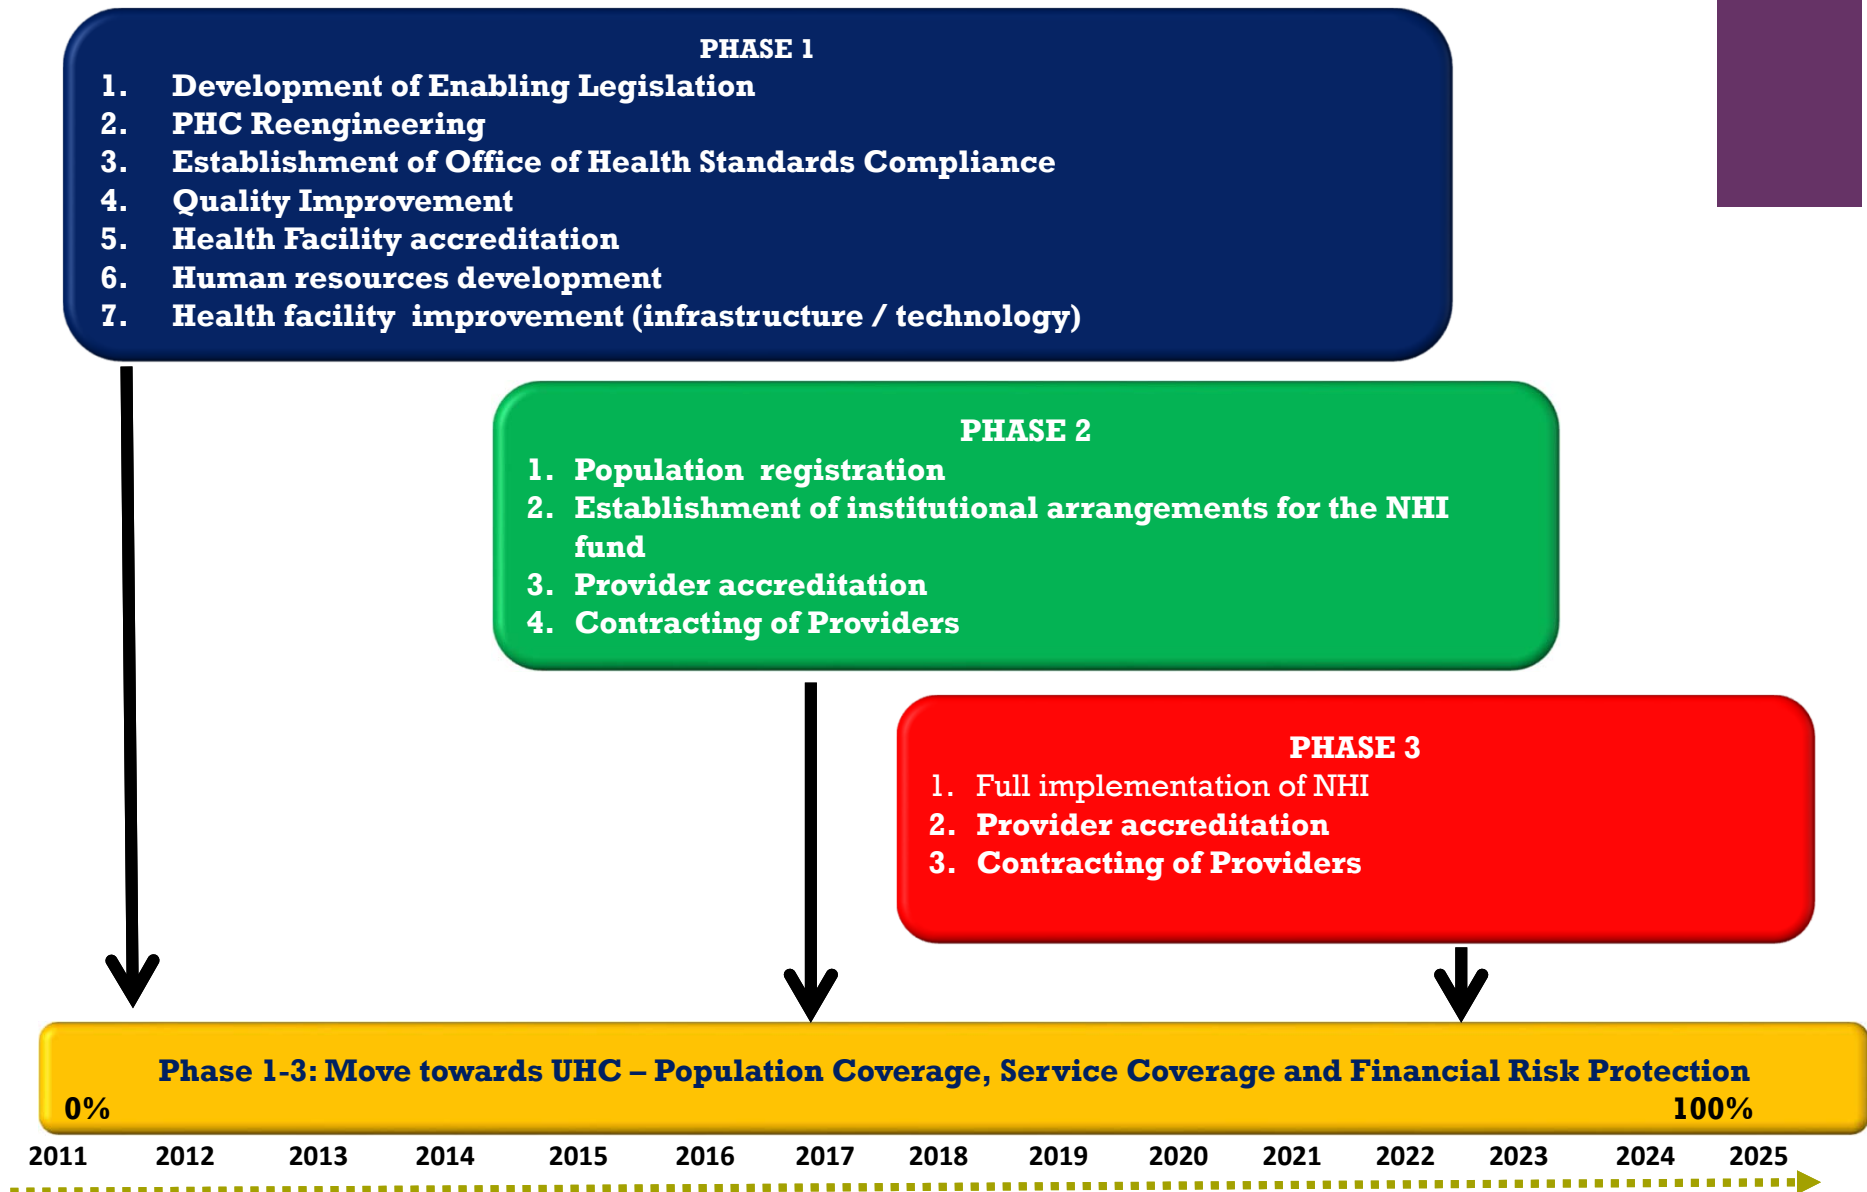 PHASE 1
1. Development of Enabling Legislation
2. PHC Reengineering
3. Establishment of Office of Health Standards Compliance
4. Quality Improvement
5. Health Facility accreditation
6. Human resources development
7. Health facility improvement (infrastructure / technology)
PHASE 2
1. Population registration
2. Establishment of institutional arrangements for the NHI
fund
3. Provider accreditation
4. Contracting of Providers
PHASE 3
1. Full implementation of NHI
2. Provider accreditation
3. Contracting of Providers
Phase 1-3: Move towards UHC – Population Coverage, Service Coverage and Financial Risk Protection
0% 100%
2011 2012 2013 2014 2015 2016 2017 2018 2019 2020 2021 2022 2023 2024 2025